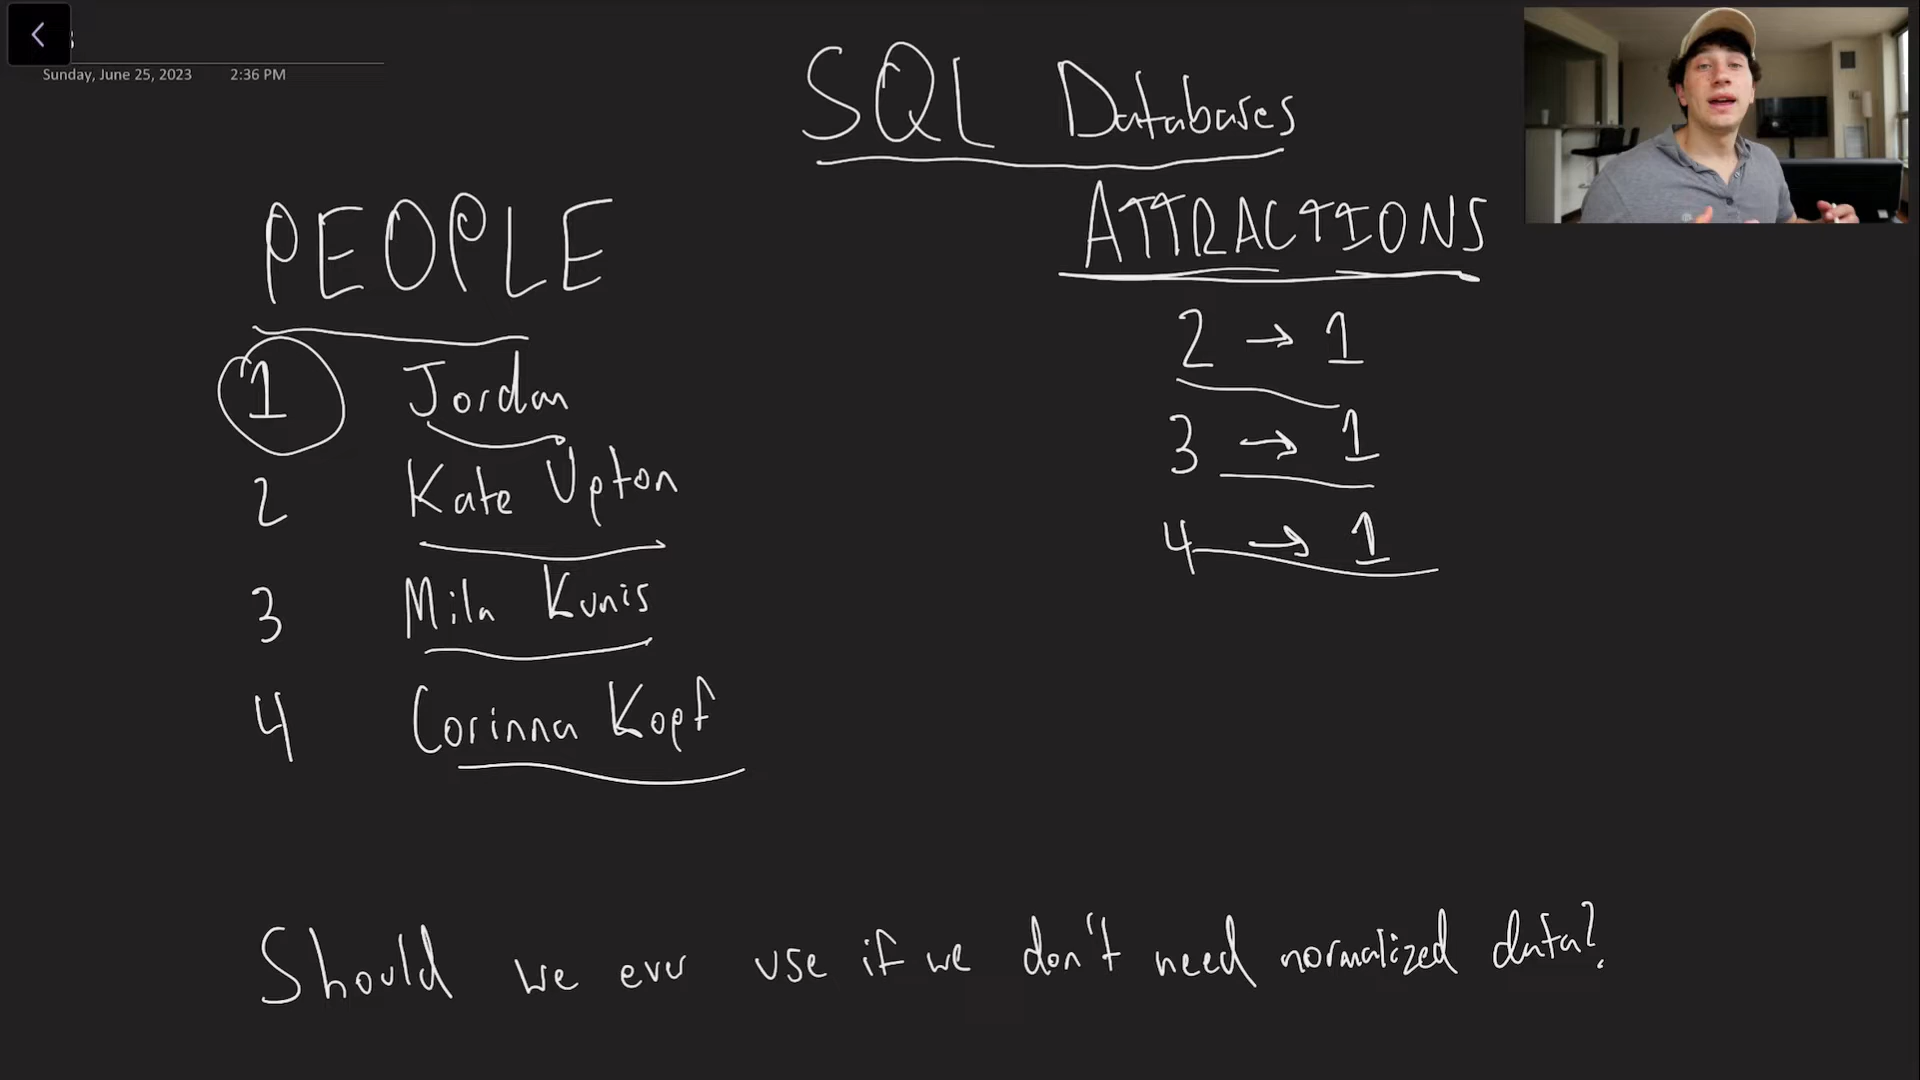 Sunday, June 25, 2023 2:36 PM
SQL Databases
PEOPLE
1 Jordan
2 Kate Upton
3 Mila Kunis
4 Corinna Kopf
ATTRACTIONS
2 → 1
3 → 1
4 → 1
Should we ever use if we don't need normalized data?